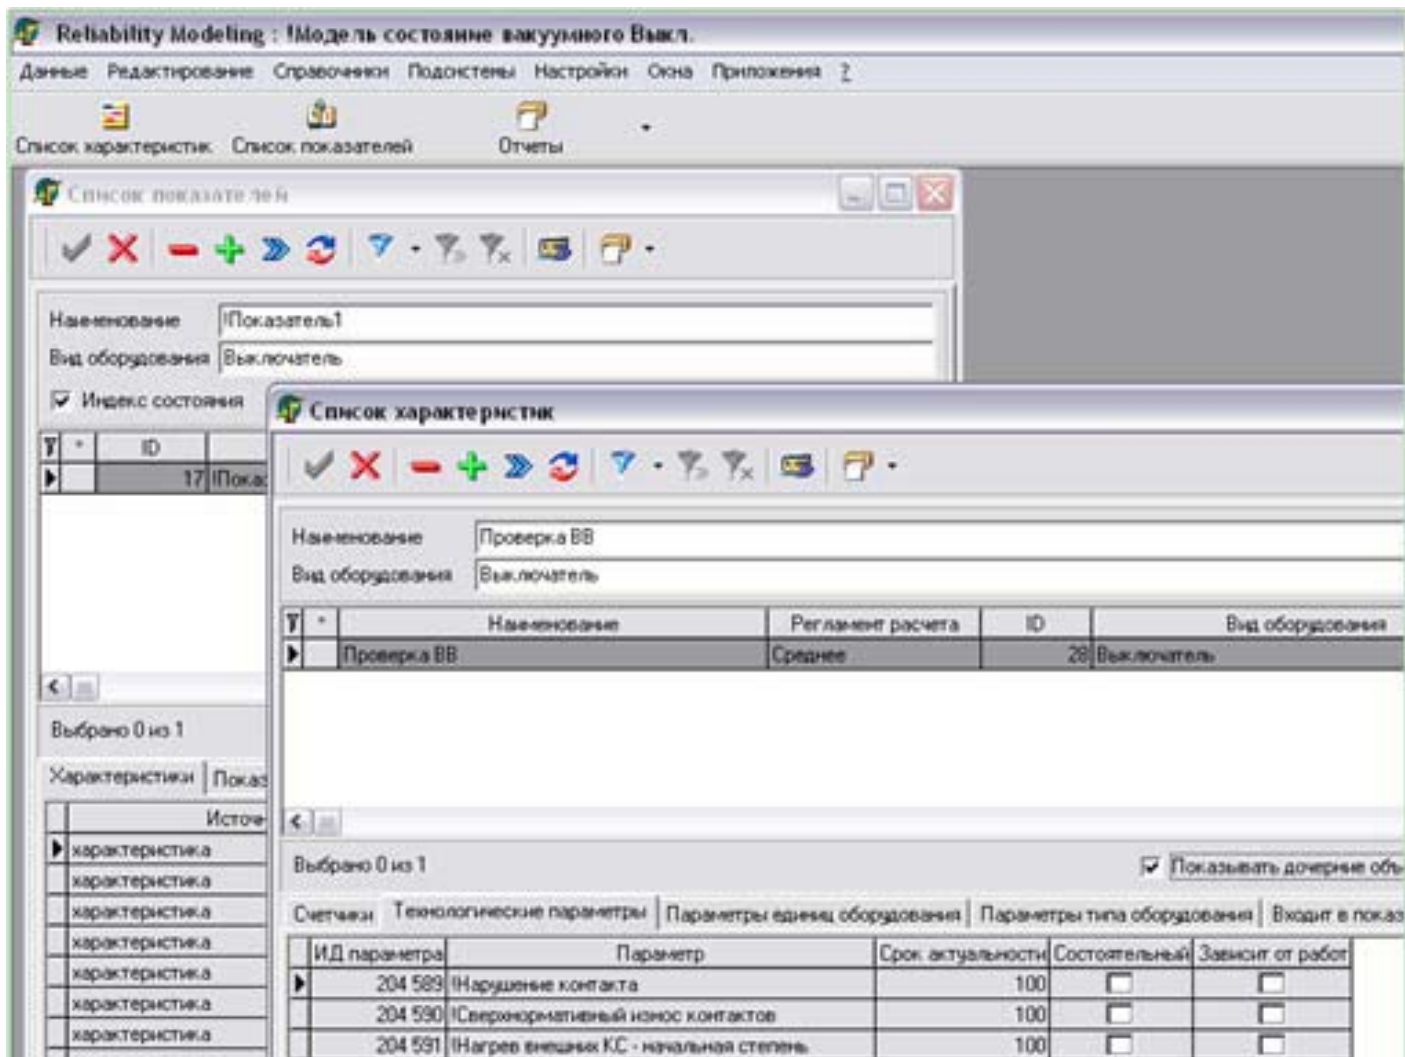 Reliability Modeling : !Модель состояние вакуумного Выкл.
Данные Редактирование Справочники Подсистемы Настройки Окна Приложения ?
Список характеристик Список показателей Отчеты
Список показателей
Наименование !Показатель1
Вид оборудования Выключатель
Индекс состояния
* ID
17 !Показ
Выбрано 0 из 1
Характеристики Показ
Источ
характеристика
характеристика
характеристика
характеристика
характеристика
характеристика
характеристика
Список характеристик
Наименование Проверка ВВ
Вид оборудования Выключатель
* Наименование Регламент расчета ID Вид оборудования
Проверка ВВ Среднее 28 Выключатель
Выбрано 0 из 1
Показывать дочерние объ
Счетчики Технологические параметры Параметры единиц оборудования Параметры типа оборудования Входит в показ
ИД параметра Параметр Срок актуальности Состоятельный Зависит от работ
204 589 !Нарушение контакта 100
204 590 !Сверхнормативный износ контактов 100
204 591 !Нагрев внешних КС - начальная степень 100